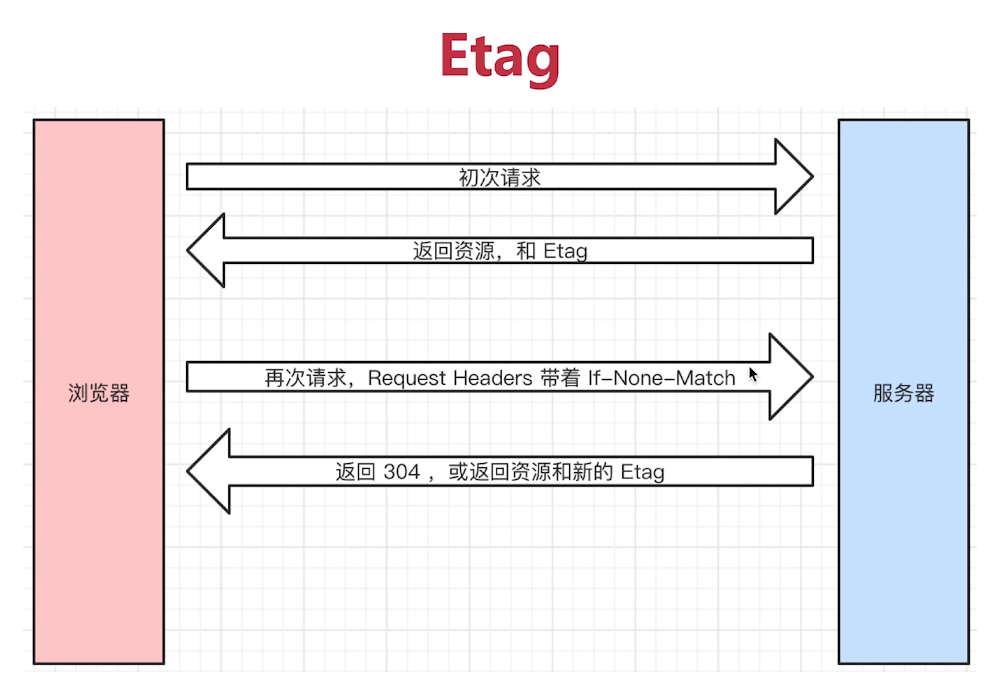 Etag
初次请求
返回资源，和 Etag
再次请求，Request Headers 带着 If-None-Match
浏览器
服务器
返回 304 ，或返回资源和新的 Etag